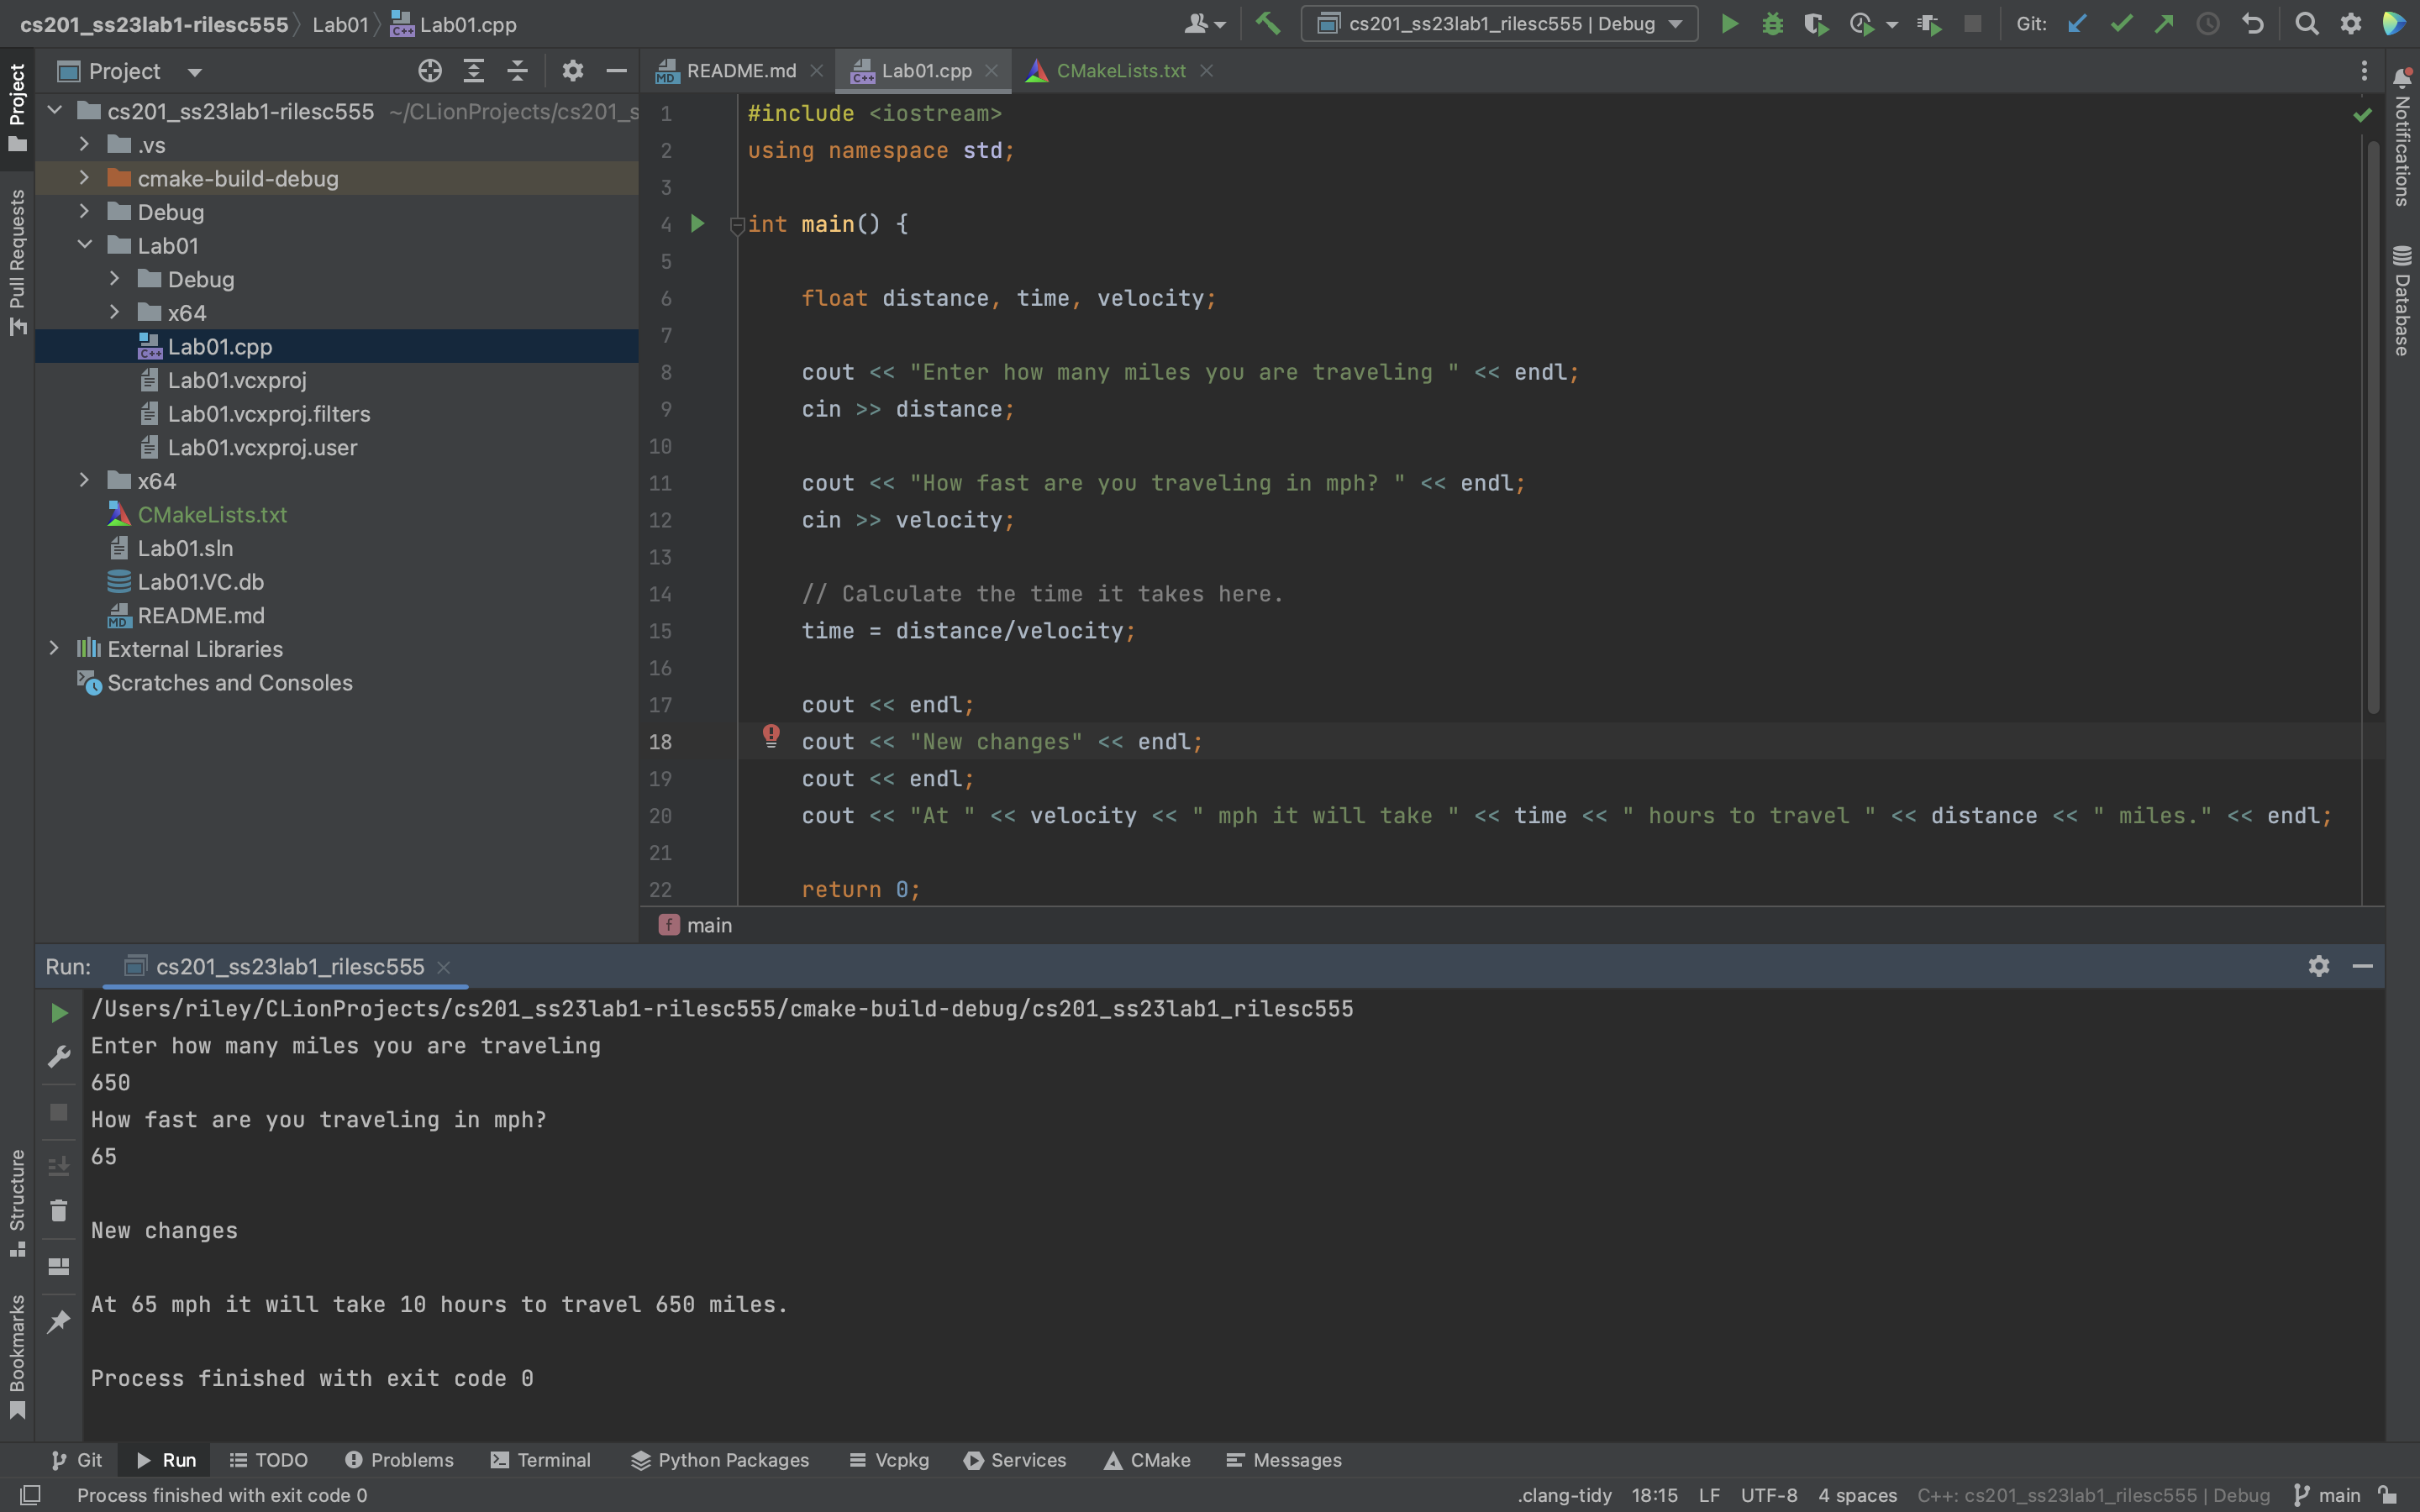 cs201_ss23lab1-rilesc555 Lab01 Lab01.cpp
cs201_ss23lab1_rilesc555 | Debug
Git:
Project
README.md
Lab01.cpp
CMakeLists.txt
Project
Pull Requests
Structure
Bookmarks
cs201_ss23lab1-rilesc555 ~/CLionProjects/cs201_s
.vs
cmake-build-debug
Debug
Lab01
Debug
x64
Lab01.cpp
Lab01.vcxproj
Lab01.vcxproj.filters
Lab01.vcxproj.user
x64
CMakeLists.txt
Lab01.sln
Lab01.VC.db
README.md
External Libraries
Scratches and Consoles
1 #include <iostream>
2 using namespace std;
3
4 int main() {
5
6 float distance, time, velocity;
7
8 cout << "Enter how many miles you are traveling " << endl;
9 cin >> distance;
10
11 cout << "How fast are you traveling in mph? " << endl;
12 cin >> velocity;
13
14 // Calculate the time it takes here.
15 time = distance/velocity;
16
17 cout << endl;
18 cout << "New changes" << endl;
19 cout << endl;
20 cout << "At " << velocity << " mph it will take " << time << " hours to travel " << distance << " miles." << endl;
21
22 return 0;
f main
Notifications
Database
Run: cs201_ss23lab1_rilesc555
/Users/riley/CLionProjects/cs201_ss23lab1-rilesc555/cmake-build-debug/cs201_ss23lab1_rilesc555
Enter how many miles you are traveling
650
How fast are you traveling in mph?
65
New changes
At 65 mph it will take 10 hours to travel 650 miles.
Process finished with exit code 0
Git Run TODO Problems Terminal Python Packages Vcpkg Services CMake Messages
Process finished with exit code 0
.clang-tidy 18:15 LF UTF-8 4 spaces C++: cs201_ss23lab1_rilesc555 | Debug main